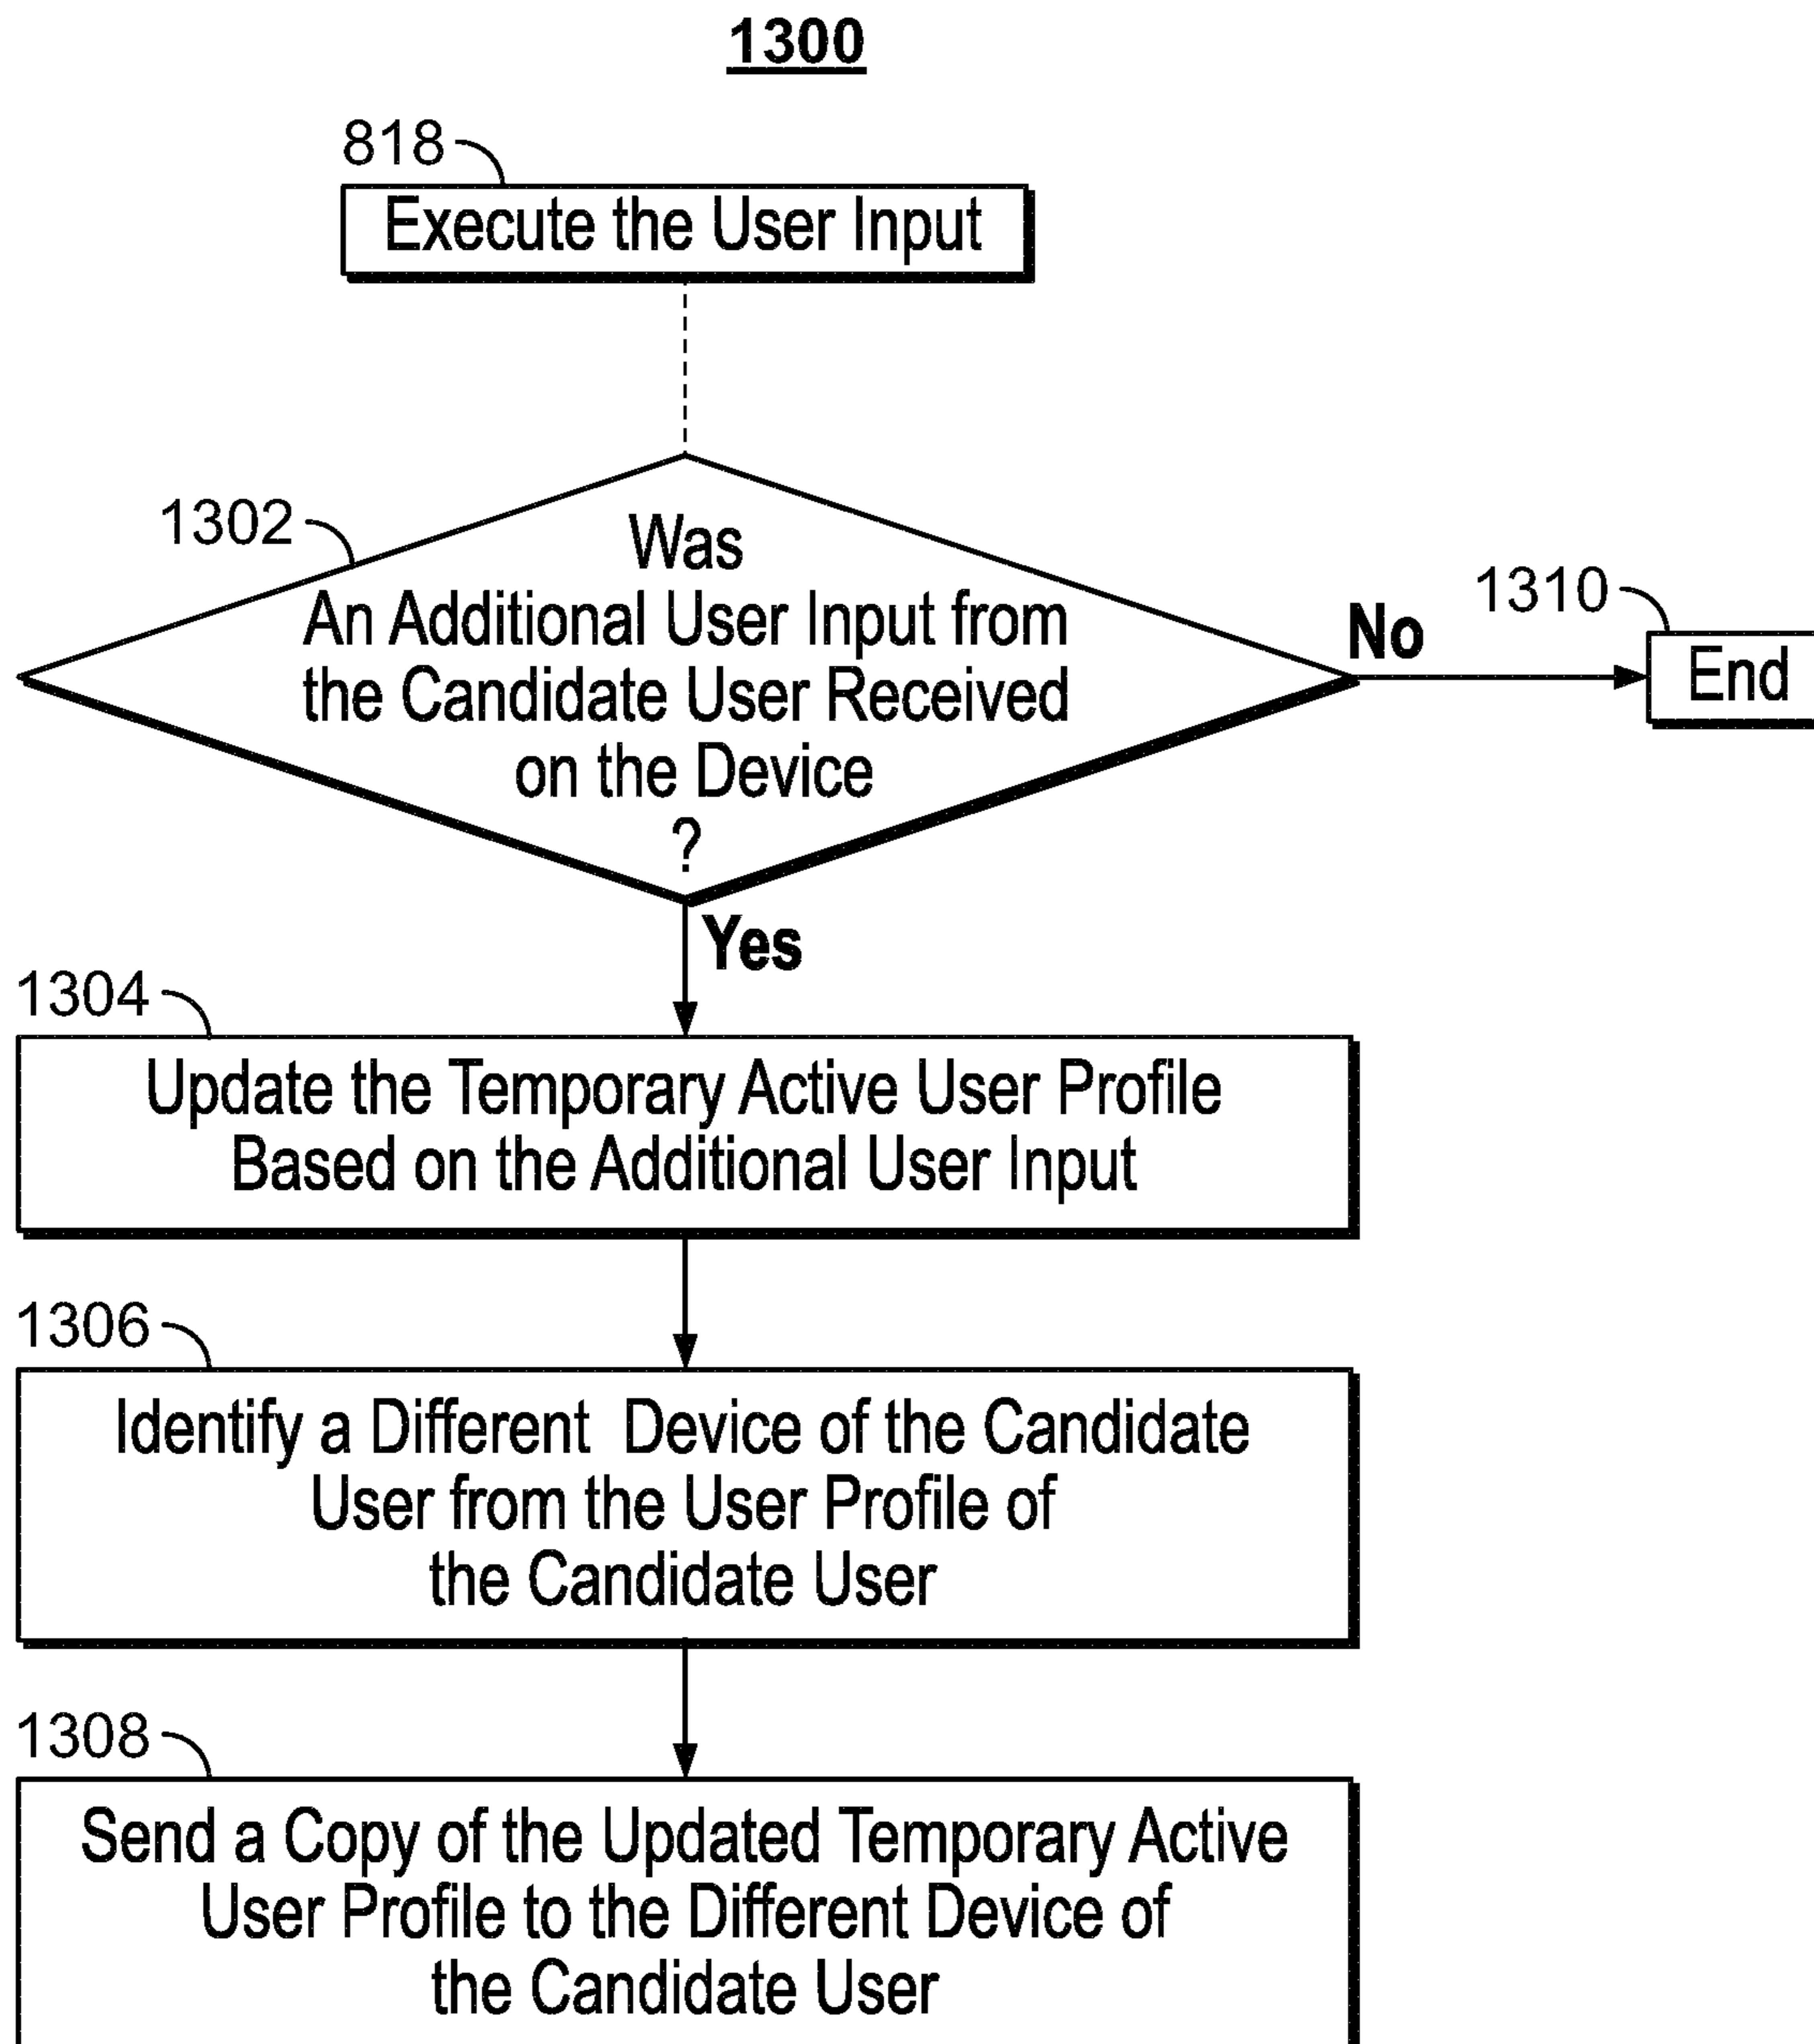 1300
818
Execute the User Input
1302
Was
An Additional User Input from
the Candidate User Received
on the Device
?
No
1310
End
Yes
1304
Update the Temporary Active User Profile
Based on the Additional User Input
1306
Identify a Different Device of the Candidate
User from the User Profile of
the Candidate User
1308
Send a Copy of the Updated Temporary Active
User Profile to the Different Device of
the Candidate User